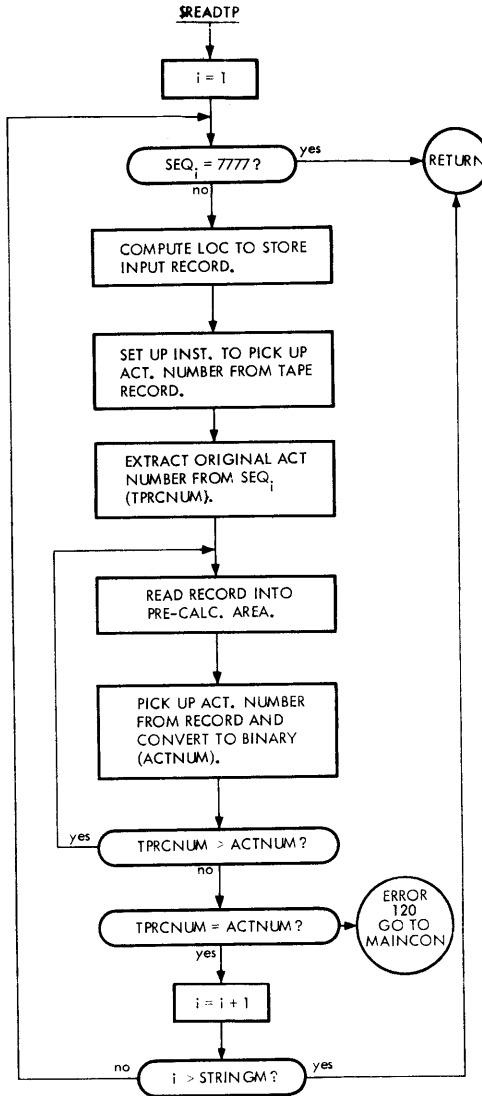 $READTP
i = 1
SEQi = 7777?
yes
RETURN
no
COMPUTE LOC TO STORE
INPUT RECORD.
SET UP INST. TO PICK UP
ACT. NUMBER FROM TAPE
RECORD.
EXTRACT ORIGINAL ACT
NUMBER FROM SEQi
(TPRCNUM}.
READ RECORD INTO
PRE-CALC. AREA.
PICK UP ACT. NUMBER
FROM RECORD AND
CONVERT TO BINARY
(ACTNUM).
yes
TPRCNUM > ACTNUM?
no
TPRCNUM = ACTNUM?
ERROR
120
GO TO
MAINCON
yes
i = i + 1
no
i > STRINGM?
yes